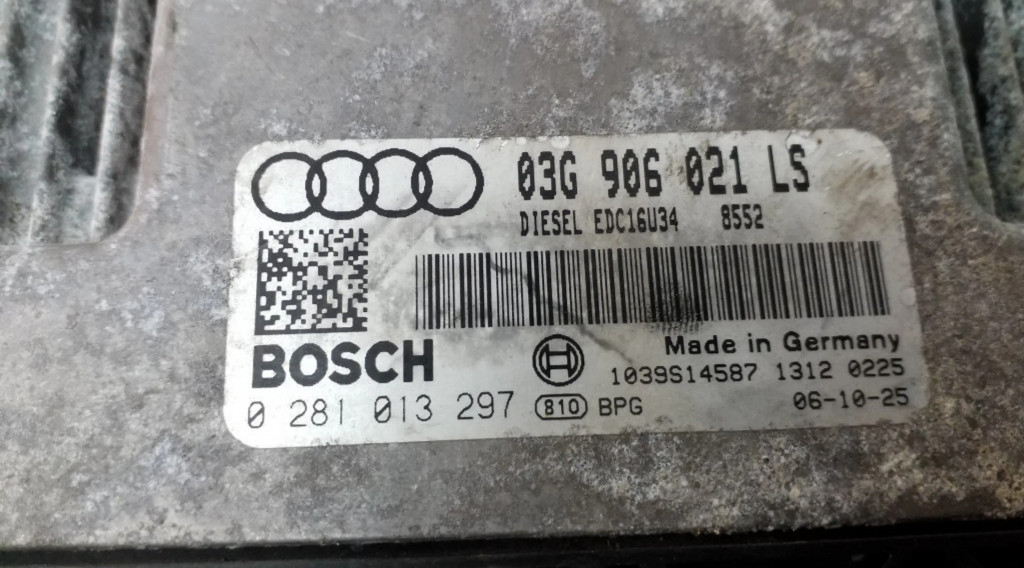 03G 906 021 LS
DIESEL EDC16U34 8552
BOSCH
Made in Germany
1039S14587 1312 0225
0 281 013 297 810 BPG 06-10-25